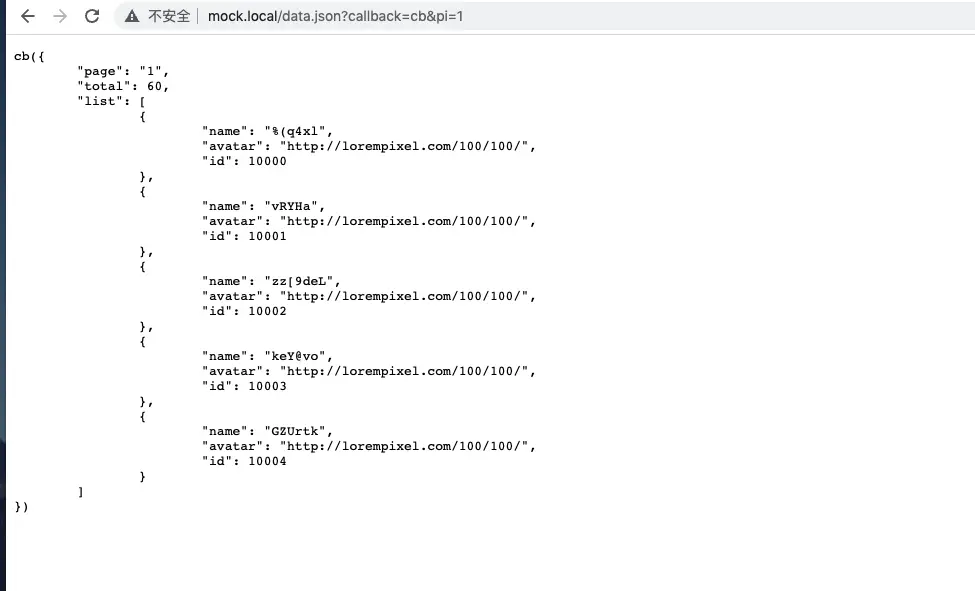 不安全 mock.local/data.json?callback=cb&pi=1
cb({
"page": "1",
"total": 60,
"list": [
{
"name": "%(q4xl",
"avatar": "http://lorempixel.com/100/100/",
"id": 10000
},
{
"name": "vRYHa",
"avatar": "http://lorempixel.com/100/100/",
"id": 10001
},
{
"name": "zz[9deL",
"avatar": "http://lorempixel.com/100/100/",
"id": 10002
},
{
"name": "keY@vo",
"avatar": "http://lorempixel.com/100/100/",
"id": 10003
},
{
"name": "GZUrtk",
"avatar": "http://lorempixel.com/100/100/",
"id": 10004
}
]
})